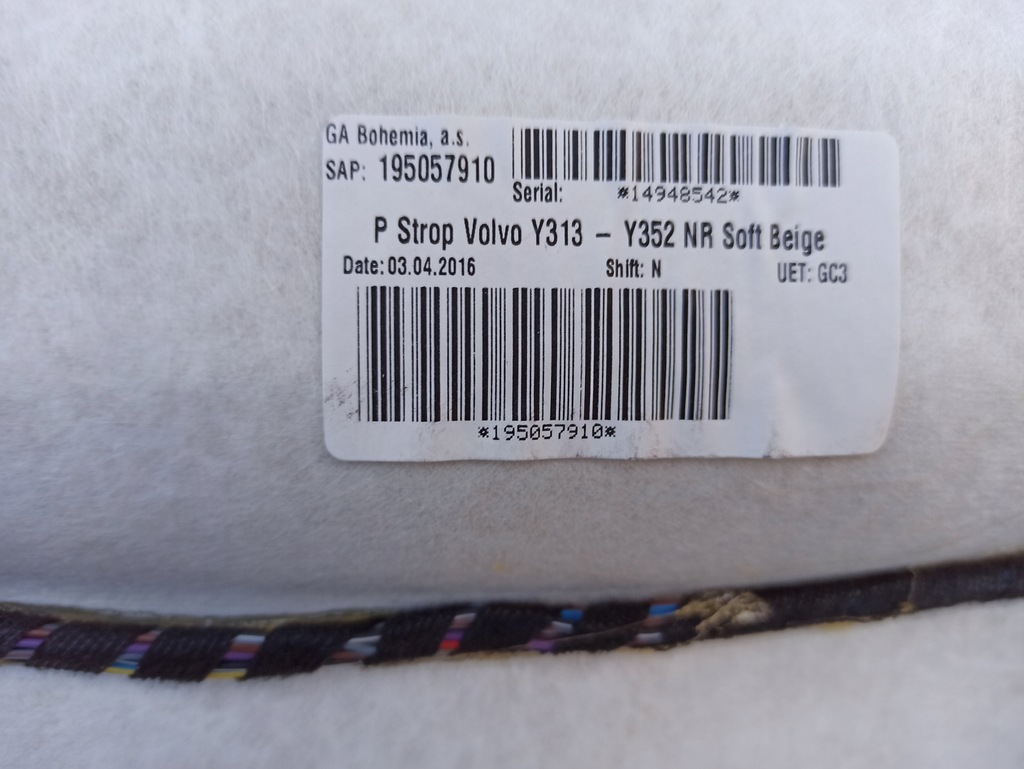 GA Bohemia, a.s.
SAP: 195057910
Serial: *14948542*
P Strop Volvo Y313 – Y352 NR Soft Beige
Date: 03.04.2016 Shift: N UET: GC3
*195057910*